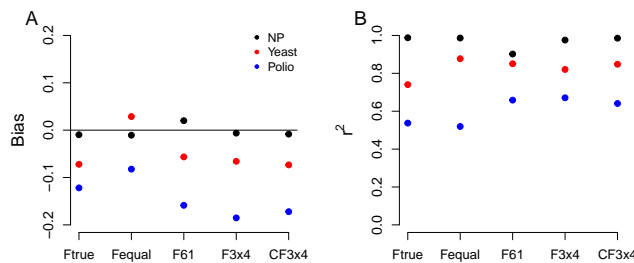 A
Bias
0.2
0.1
0.0
−0.1
−0.2
NP
Yeast
Polio
Ftrue
Fequal
F61
F3x4
CF3x4
B
r²
1.0
0.8
0.6
0.4
0.2
0.0
Ftrue
Fequal
F61
F3x4
CF3x4